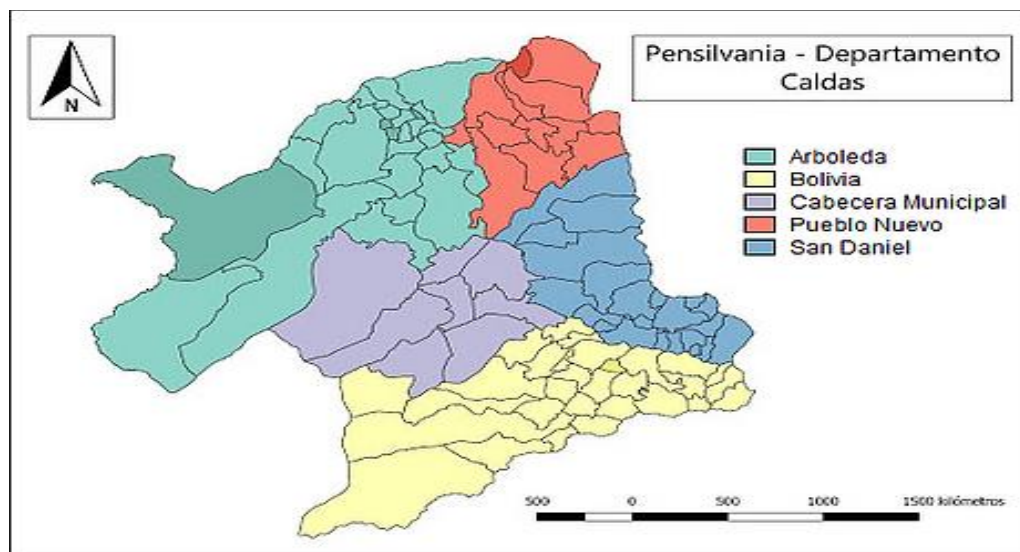 N
Pensilvania - Departamento
Caldas
Arboleda
Bolivia
Cabecera Municipal
Pueblo Nuevo
San Daniel
500 0 500 1000 1500 kilómetros